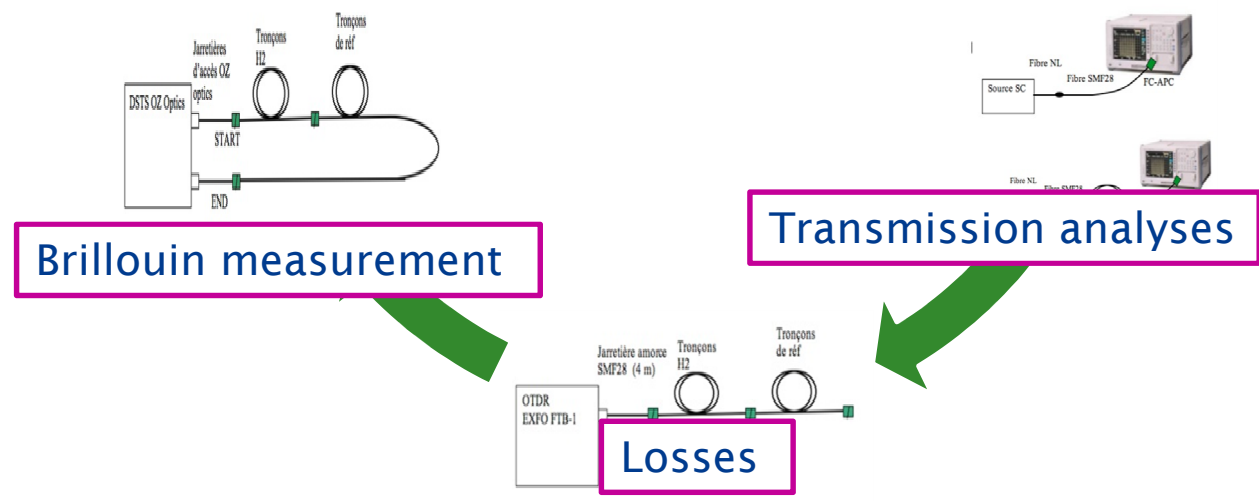 Tronçons
de réf
Tronçons
H2
Jarretières
d'accès OZ
optics
DSTS OZ Optics
START
END
Brillouin measurement
Fibre NL
Fibre SMF28
FC-APC
Source SC
Fibre NL
Fibre SMF28
Transmission analyses
Jarretière amorce
SMF28 (4 m)
Tronçons
H2
Tronçons
de réf
OTDR
EXFO FTB-1
Losses